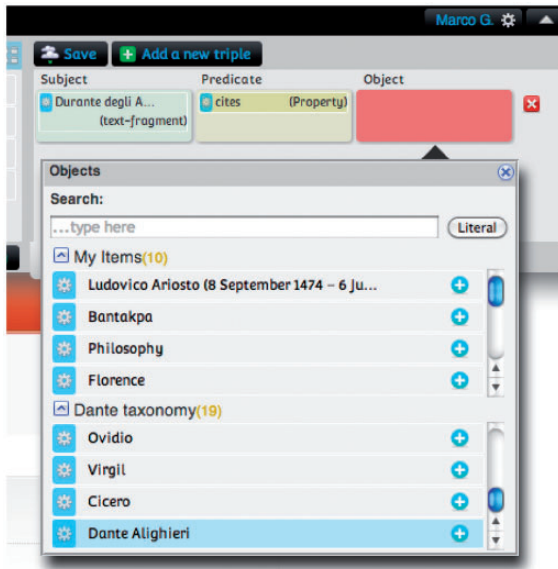 Marco G.
Save Add a new triple
Subject Predicate Object
Durante degli A... cites (Property)
(text-fragment)
Objects
Search:
...type here Literal
My Items(10)
Ludovico Ariosto (8 September 1474 – 6 Ju...
Bantakpa
Philosophy
Florence
Dante taxonomy(19)
Ovidio
Virgil
Cicero
Dante Alighieri